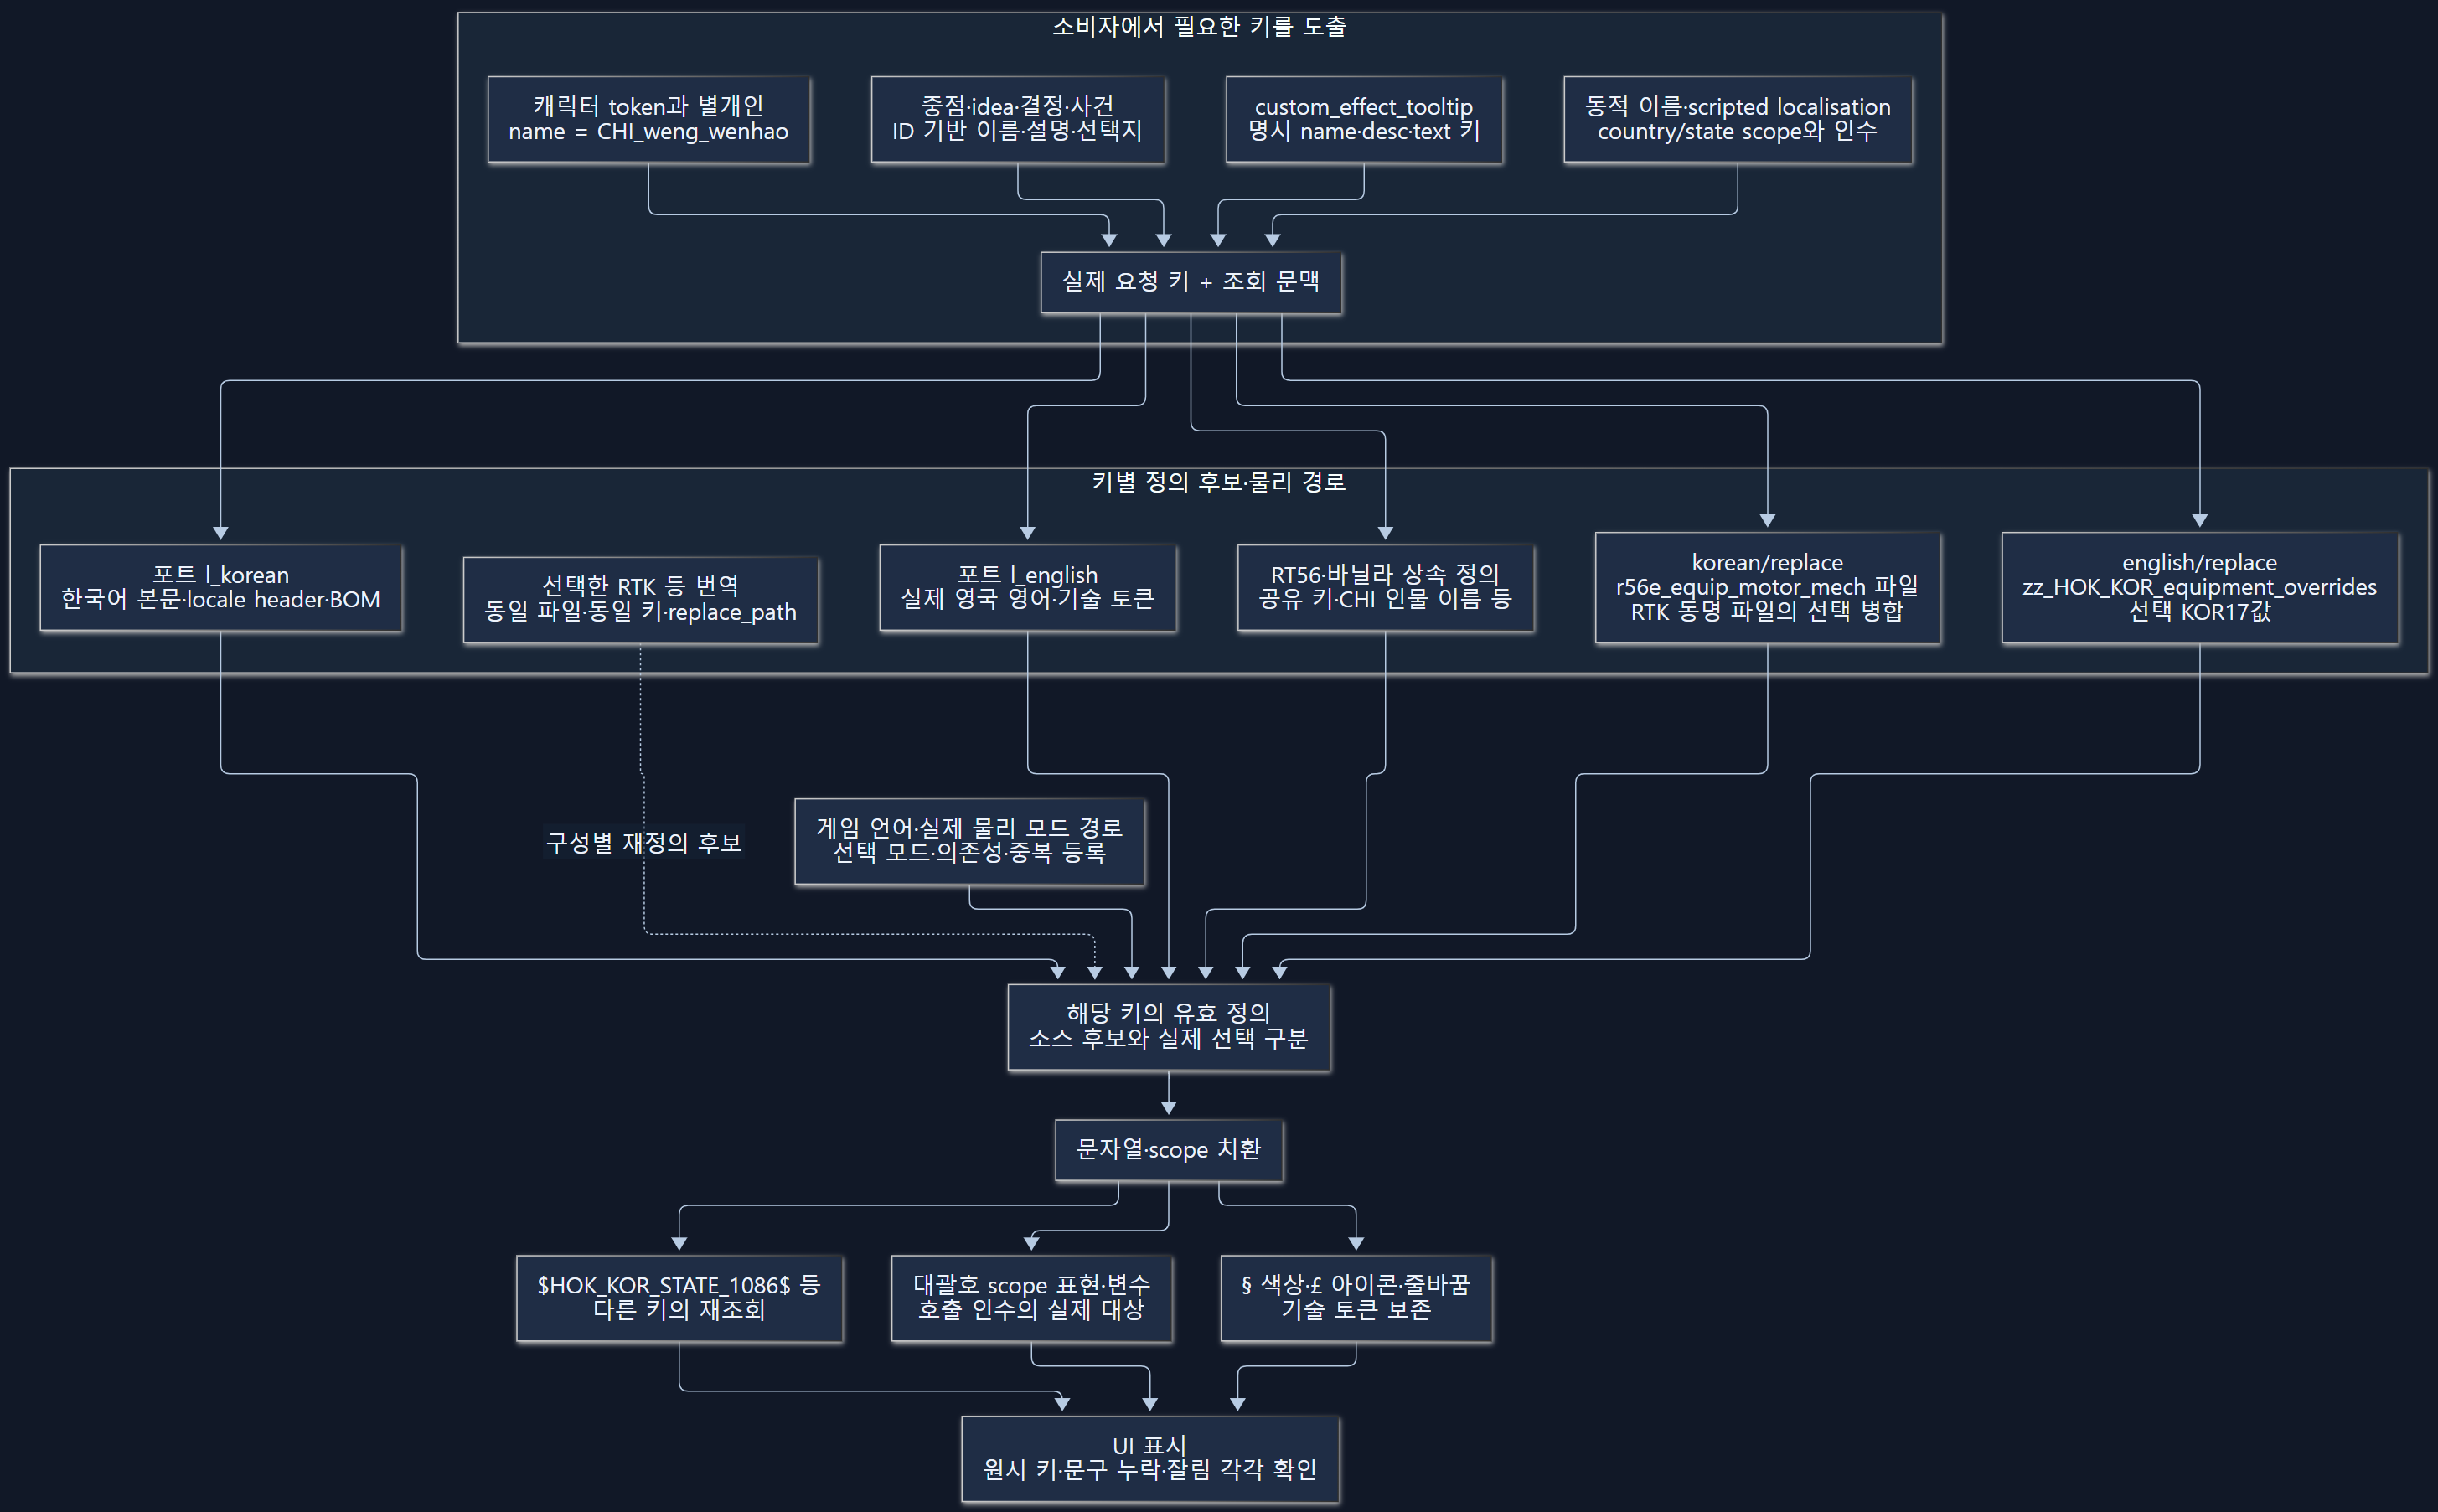 소비자에서 필요한 키를 도출
캐릭터 token과 별개인
name = CHI_weng_wenhao
중점·idea·결정·사건
ID 기반 이름·설명·선택지
custom_effect_tooltip
명시 name·desc·text 키
동적 이름·scripted localisation
country/state scope와 인수
실제 요청 키 + 조회 문맥
키별 정의 후보·물리 경로
포트 l_korean
한국어 본문·locale header·BOM
선택한 RTK 등 번역
동일 파일·동일 키·replace_path
포트 l_english
실제 영국 영어·기술 토큰
RT56·바닐라 상속 정의
공유 키·CHI 인물 이름 등
korean/replace
r56e_equip_motor_mech 파일
RTK 동명 파일의 선택 병합
english/replace
zz_HOK_KOR_equipment_overrides
선택 KOR17값
구성별 재정의 후보
게임 언어·실제 물리 모드 경로
선택 모드·의존성·중복 등록
해당 키의 유효 정의
소스 후보와 실제 선택 구분
문자열·scope 치환
$HOK_KOR_STATE_1086$ 등
다른 키의 재조회
대괄호 scope 표현·변수
호출 인수의 실제 대상
§ 색상·£ 아이콘·줄바꿈
기술 토큰 보존
UI 표시
원시 키·문구 누락·잘림 각각 확인